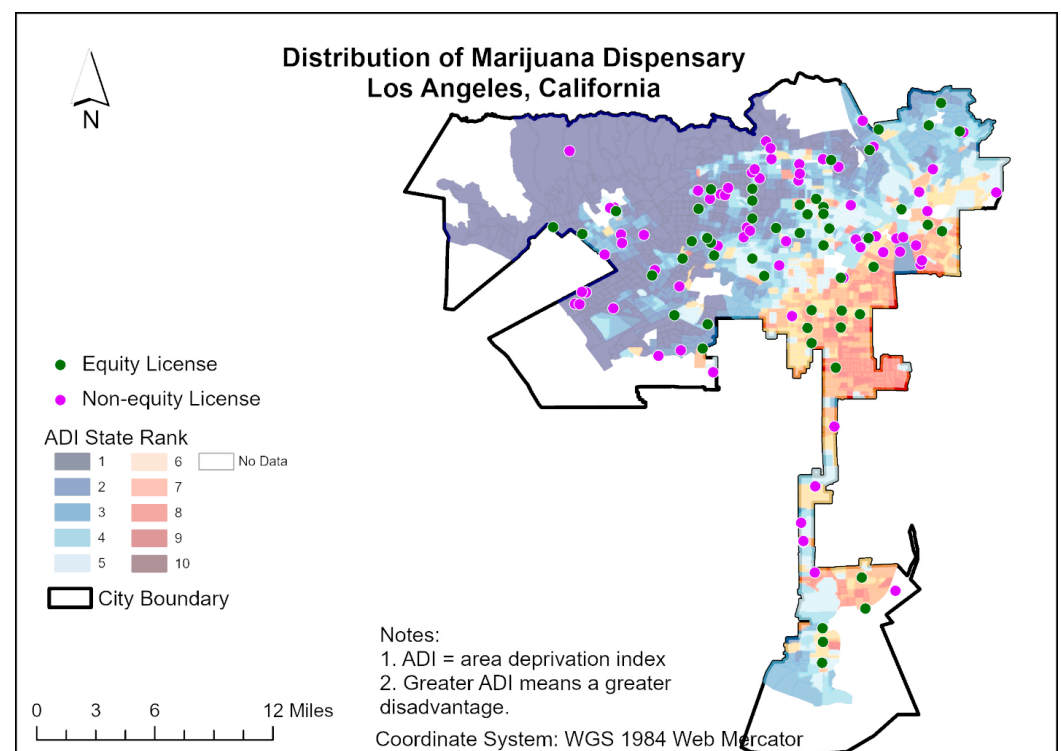 Distribution of Marijuana Dispensary
Los Angeles, California
N
Equity License
Non-equity License
ADI State Rank
1 6 No Data
2 7
3 8
4 9
5 10
City Boundary
Notes:
1. ADI = area deprivation index
2. Greater ADI means a greater
disadvantage.
0 3 6 12 Miles
Coordinate System: WGS 1984 Web Mercator